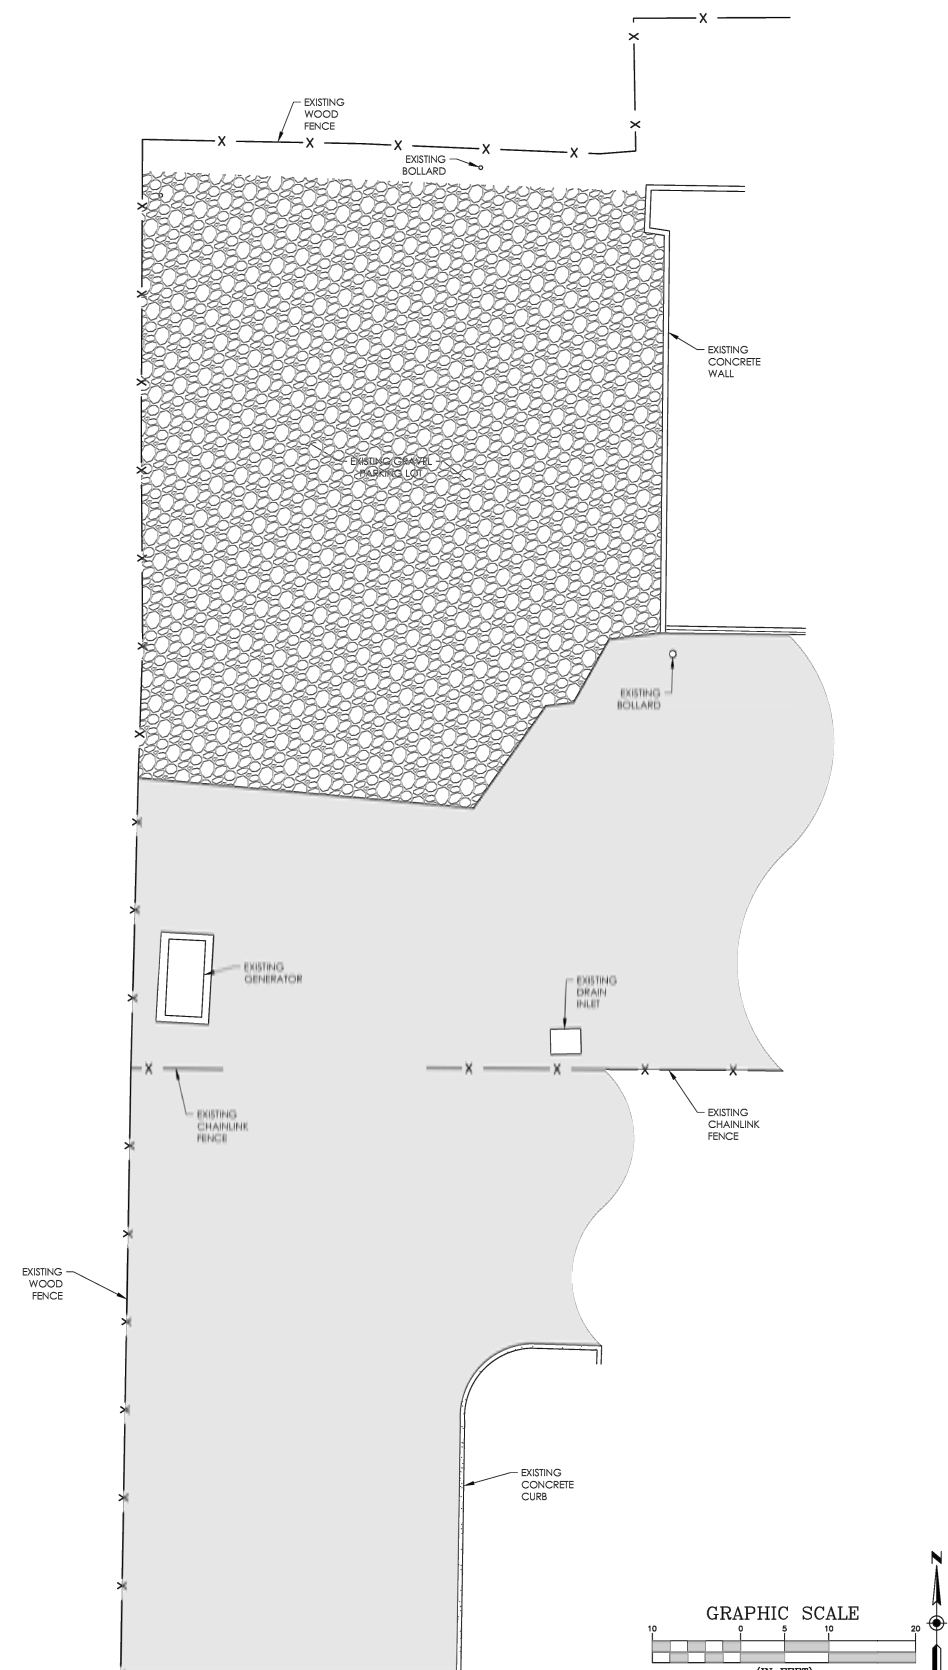 EXISTING
WOOD
FENCE
EXISTING
BOLLARD
EXISTING
CONCRETE
WALL
EXISTING GRAVEL
PARKING LOT
EXISTING
BOLLARD
EXISTING
GENERATOR
EXISTING
DRAIN
INLET
EXISTING
CHAINLINK
FENCE
EXISTING
CHAINLINK
FENCE
EXISTING
WOOD
FENCE
EXISTING
CONCRETE
CURB
N
GRAPHIC SCALE
10 0 5 10 20
(IN FEET)